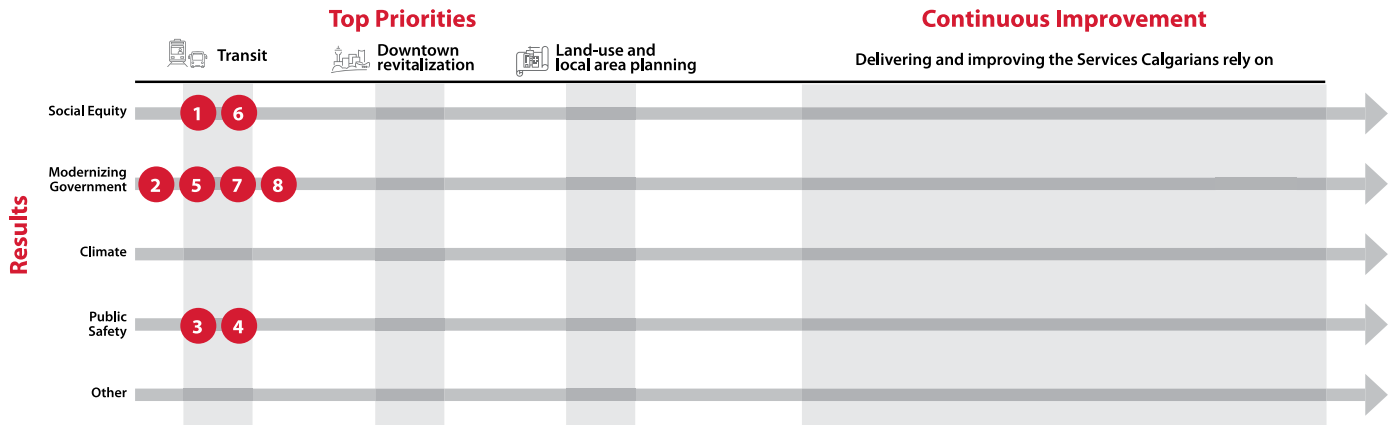 Top Priorities
Continuous Improvement
Transit
Downtown
revitalization
Land-use and
local area planning
Delivering and improving the Services Calgarians rely on
Results
Social Equity
1 6
Modernizing
Government
2 5 7 8
Climate
Public
Safety
3 4
Other